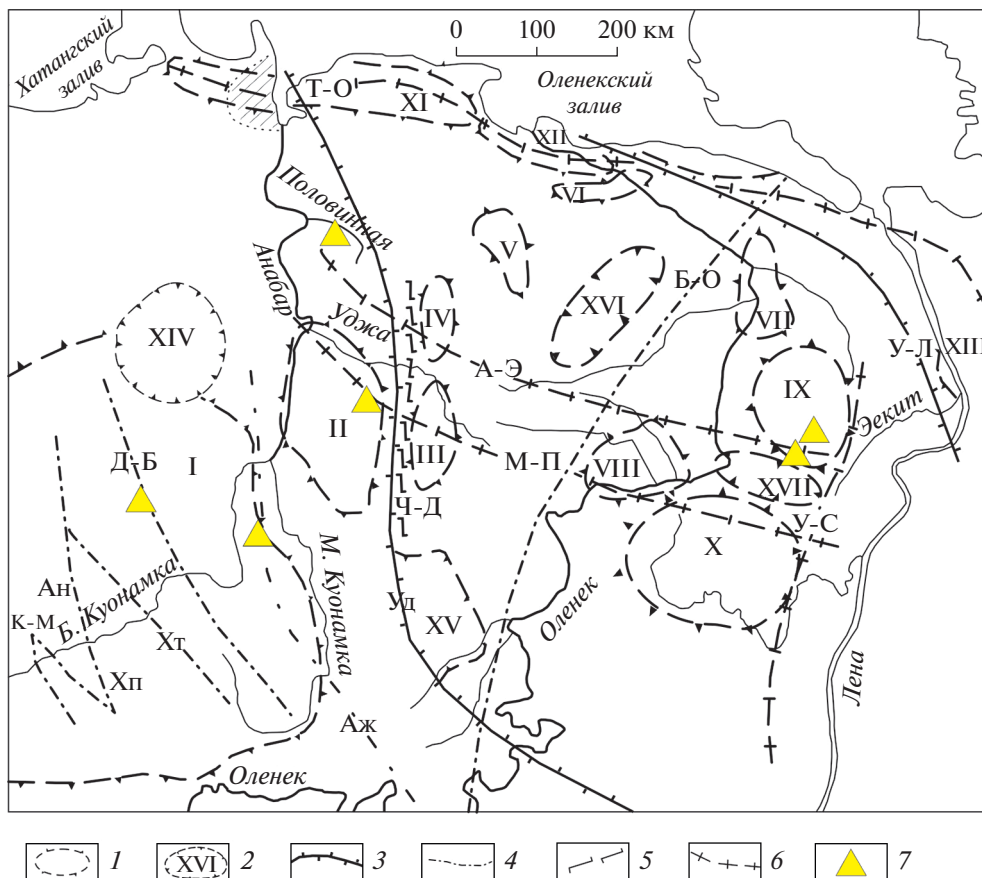 0 100 200 км
Хатангский
залив
Оленекский
залив
Т-О
XI
XII
VI
Половинная
Анабар
V
Б-О
XVI
IV
VII
Уджа
XIV
У-Л
XIII
А-Э
IX
Эекит
II
III
М-П
VIII
XVII
Д-Б
I
Ч-Д
У-С
X
М. Куонамка
Ан
Б. Куонамка
К-М
Уд
XV
Оленек
Хт
Хп
Лена
Аж
Оленек
1
XVI 2
3
4
5
6
7